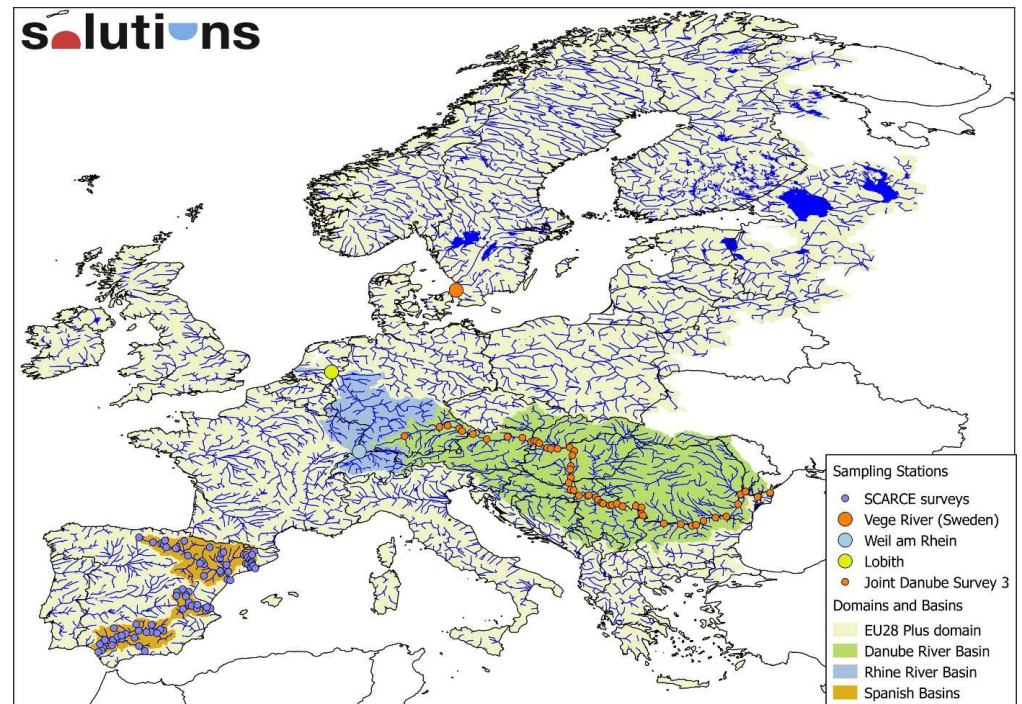 solutions
Sampling Stations
SCARCE surveys
Vege River (Sweden)
Weil am Rhein
Lobith
Joint Danube Survey 3
Domains and Basins
EU28 Plus domain
Danube River Basin
Rhine River Basin
Spanish Basins